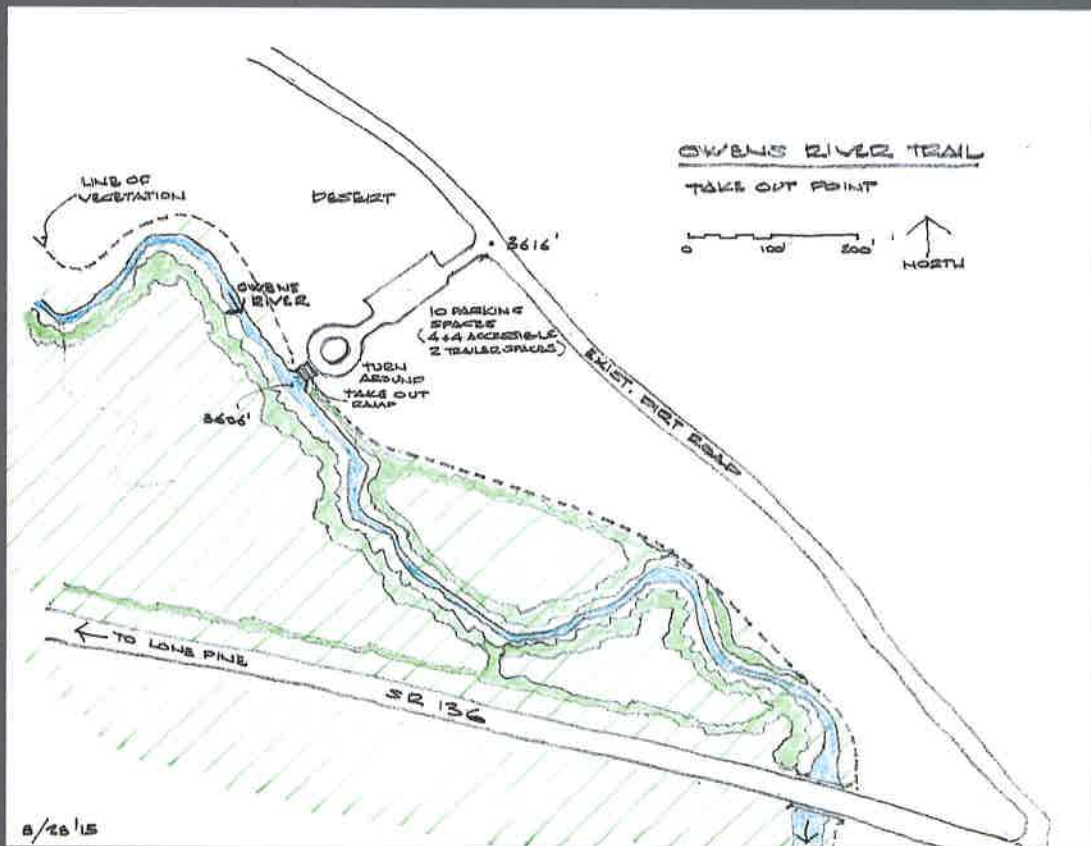 OWENS RIVER TRAIL
TAKE OUT POINT
0 100' 200'
NORTH
LINE OF
VEGETATION
DESERT
3616'
OWENS
RIVER
10 PARKING
SPACES
(4+4 ACCESSIBLE
2 TRAILER SPACES)
TURN
AROUND
TAKE OUT
RAMP
3606'
EXIST. DIRT ROAD
← TO LONE PINE
SR 136
8/28/15